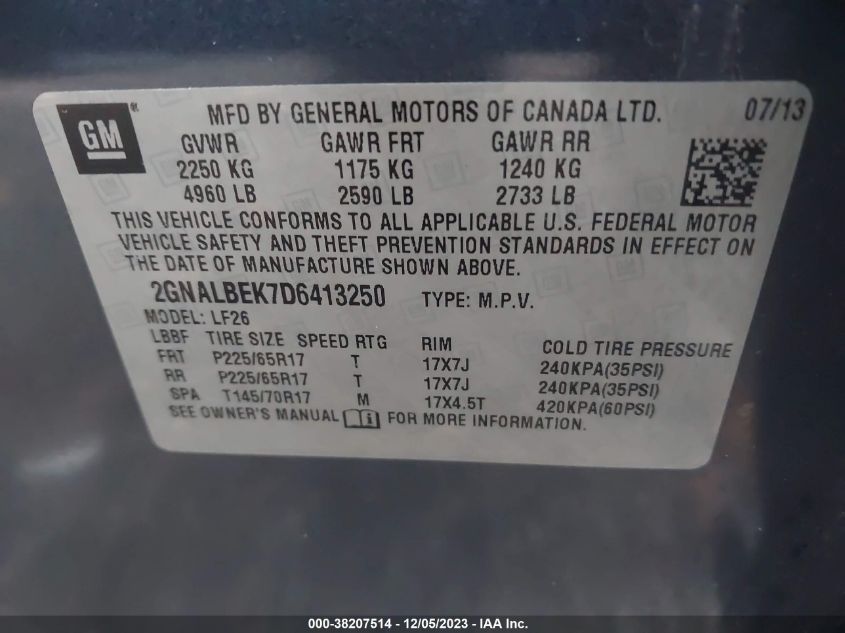 GM ®
MFD BY GENERAL MOTORS OF CANADA LTD. 07/13
GVWR GAWR FRT GAWR RR
2250 KG 1175 KG 1240 KG
4960 LB 2590 LB 2733 LB
THIS VEHICLE CONFORMS TO ALL APPLICABLE U.S. FEDERAL MOTOR
VEHICLE SAFETY AND THEFT PREVENTION STANDARDS IN EFFECT ON
THE DATE OF MANUFACTURE SHOWN ABOVE.
2GNALBEK7D6413250 TYPE: M.P.V.
MODEL: LF26
LBBF TIRE SIZE SPEED RTG RIM COLD TIRE PRESSURE
FRT P225/65R17 T 17X7J 240KPA(35PSI)
RR P225/65R17 T 17X7J 240KPA(35PSI)
SPA T145/70R17 M 17X4.5T 420KPA(60PSI)
SEE OWNER'S MANUAL FOR MORE INFORMATION.
000-38207514 - 12/05/2023 - IAA Inc.